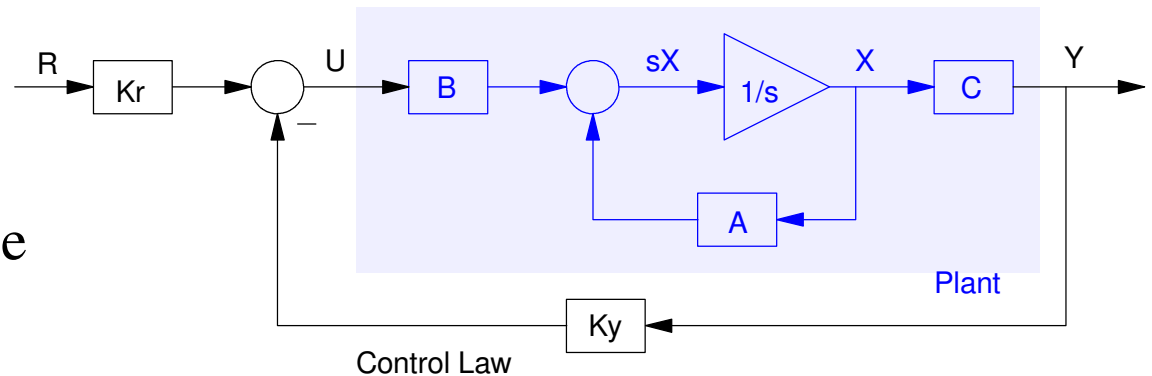 R Kr U B sX 1/s X C Y
–
A
e
Plant
Ky
Control Law